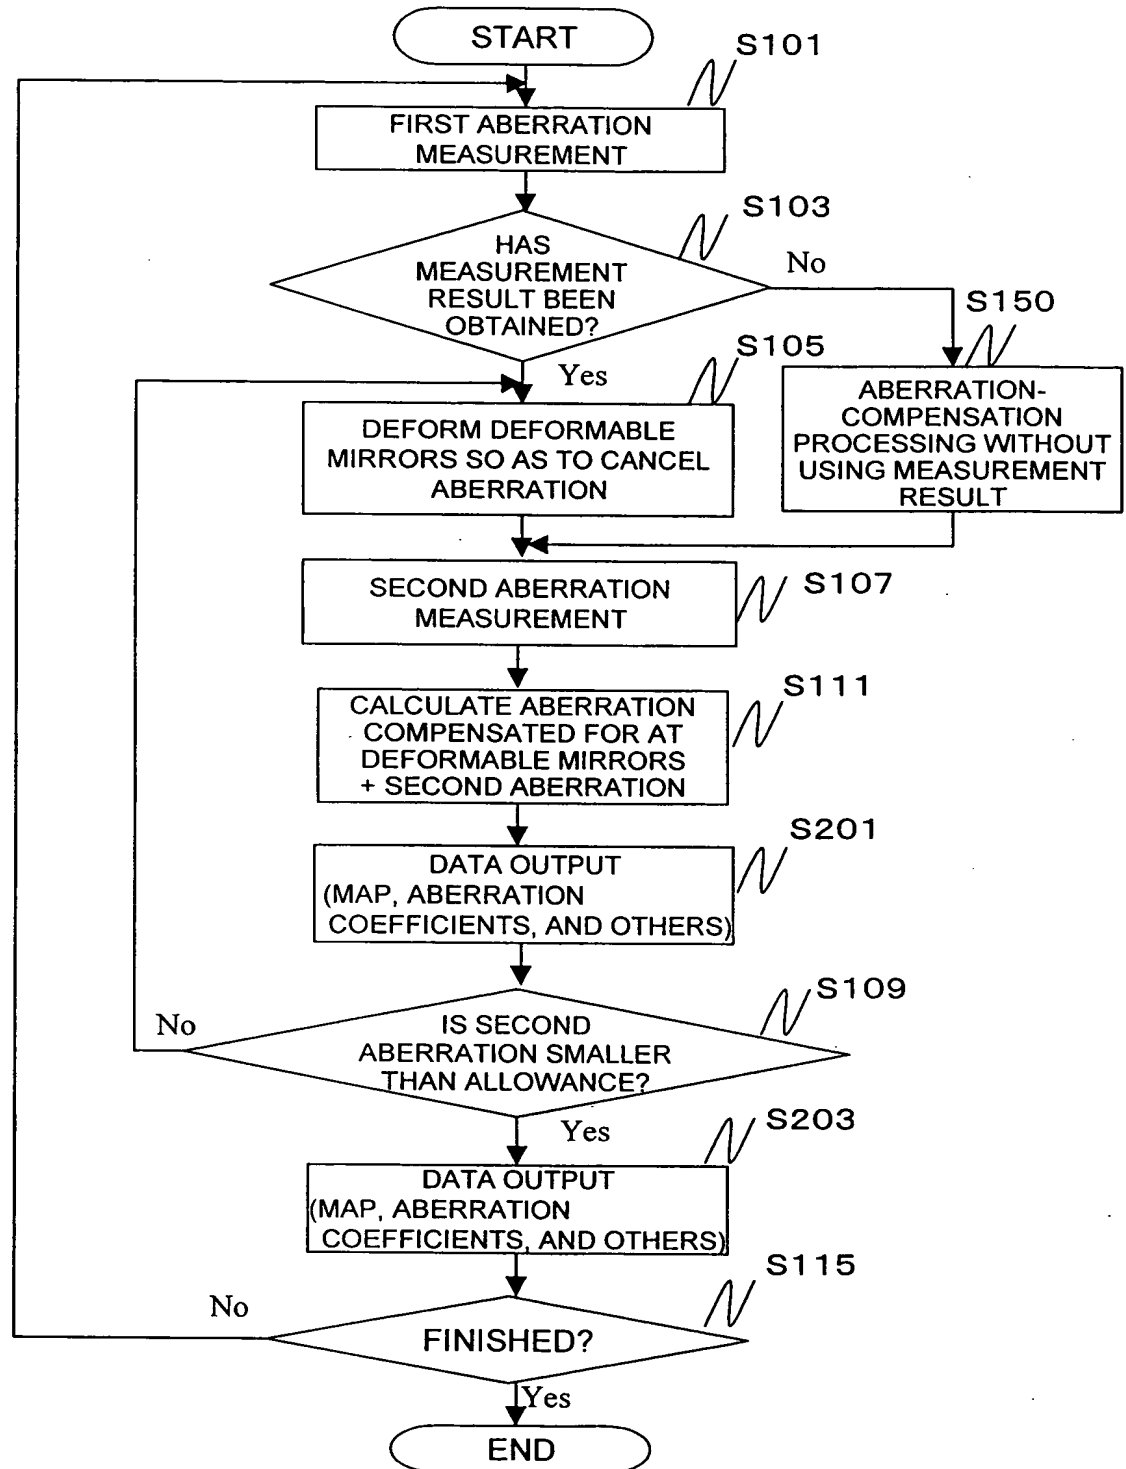 START
S101
FIRST ABERRATION
MEASUREMENT
S103
HAS
MEASUREMENT
RESULT BEEN
OBTAINED?
No
S150
Yes
S105
ABERRATION-
COMPENSATION
PROCESSING WITHOUT
USING MEASUREMENT
RESULT
DEFORM DEFORMABLE
MIRRORS SO AS TO CANCEL
ABERRATION
SECOND ABERRATION
MEASUREMENT
S107
CALCULATE ABERRATION
COMPENSATED FOR AT
DEFORMABLE MIRRORS
+ SECOND ABERRATION
S111
S201
DATA OUTPUT
(MAP, ABERRATION
COEFFICIENTS, AND OTHERS)
S109
No
IS SECOND
ABERRATION SMALLER
THAN ALLOWANCE?
Yes
S203
DATA OUTPUT
(MAP, ABERRATION
COEFFICIENTS, AND OTHERS)
S115
No
FINISHED?
Yes
END